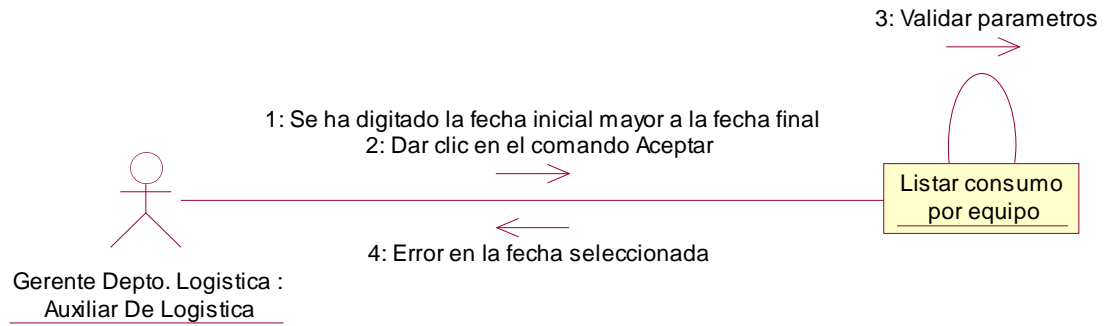 3: Validar parametros
1: Se ha digitado la fecha inicial mayor a la fecha final
2: Dar clic en el comando Aceptar
Listar consumo
por equipo
4: Error en la fecha seleccionada
Gerente Depto. Logistica :
Auxiliar De Logistica